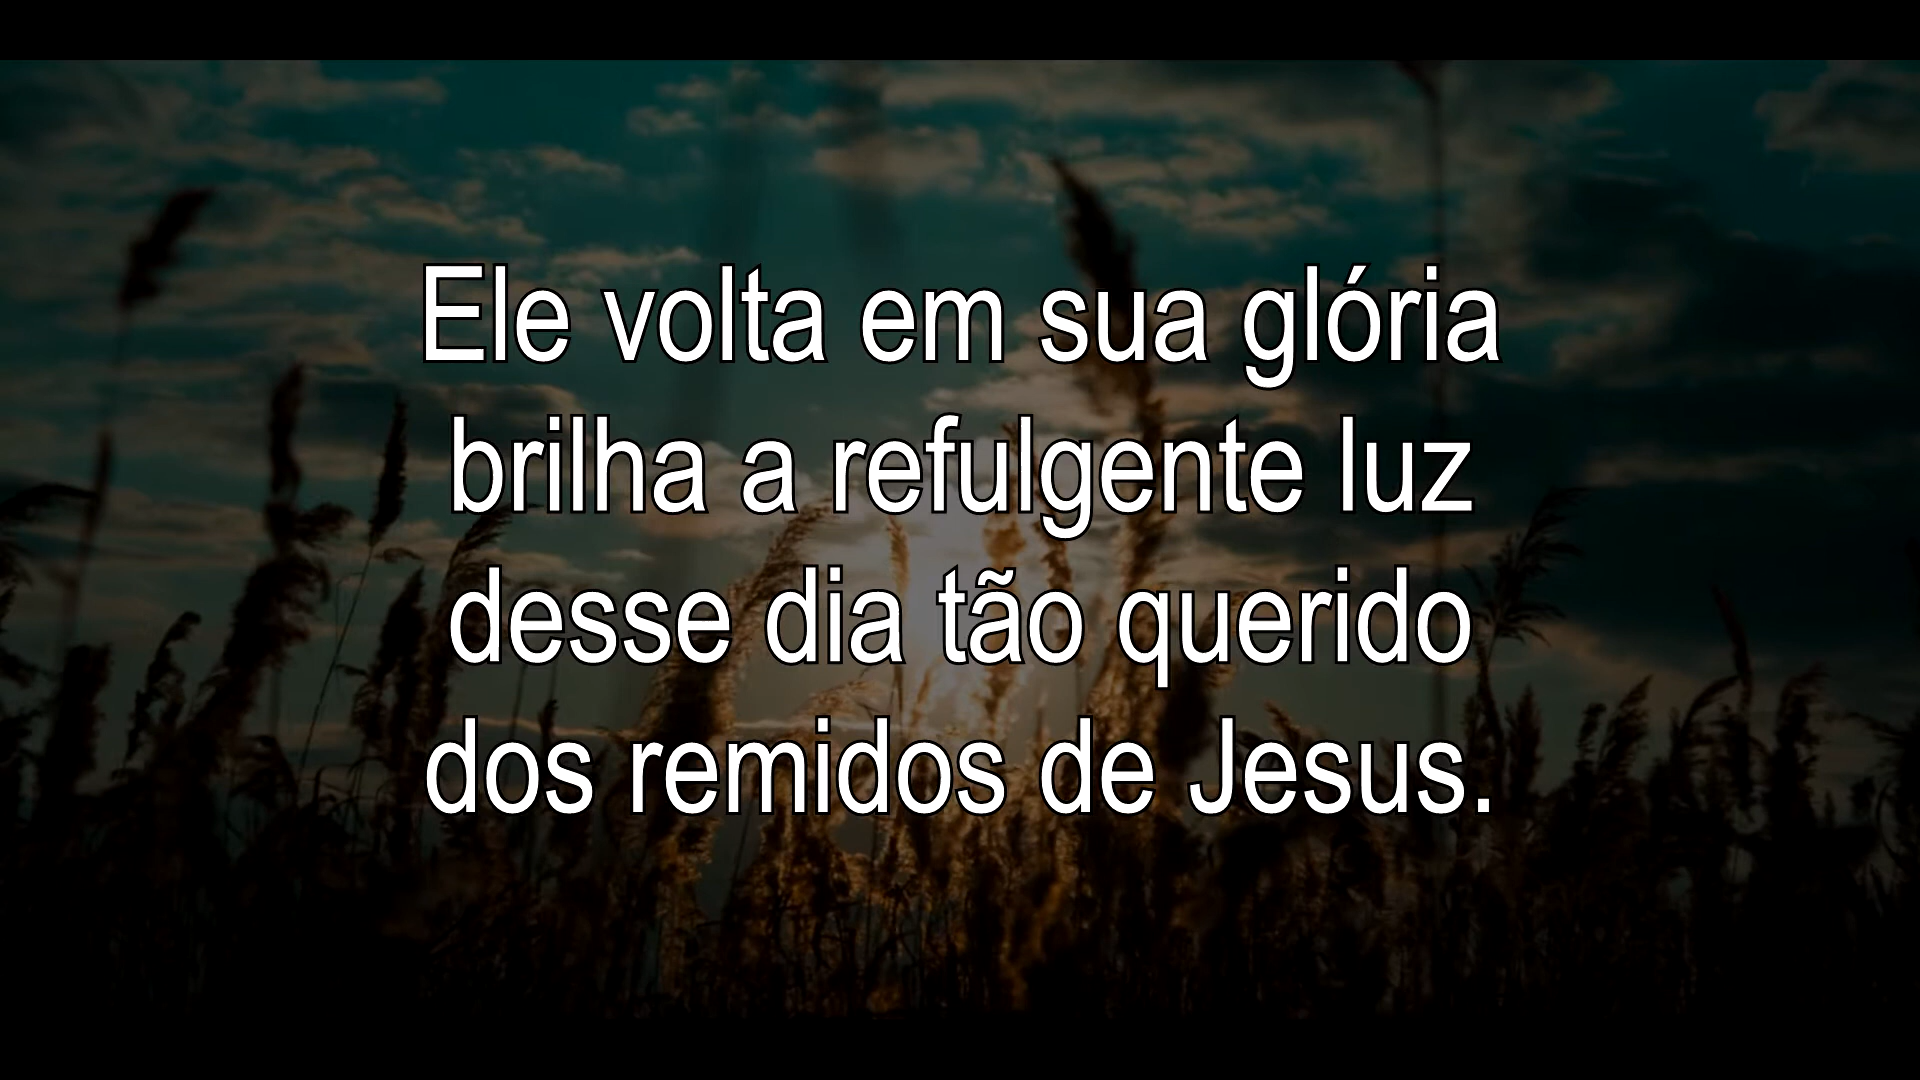 Ele volta em sua glória
brilha a refulgente luz
desse dia tão querido
dos remidos de Jesus.